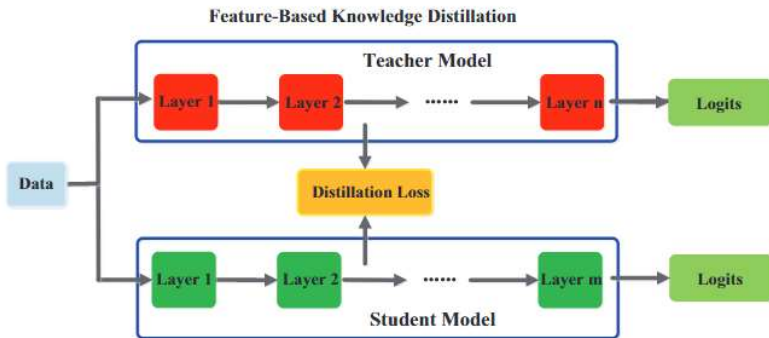 Feature-Based Knowledge Distillation
Teacher Model
Layer 1
Layer 2
······
Layer n
Logits
Data
Distillation Loss
Layer 1
Layer 2
······
Layer m
Logits
Student Model